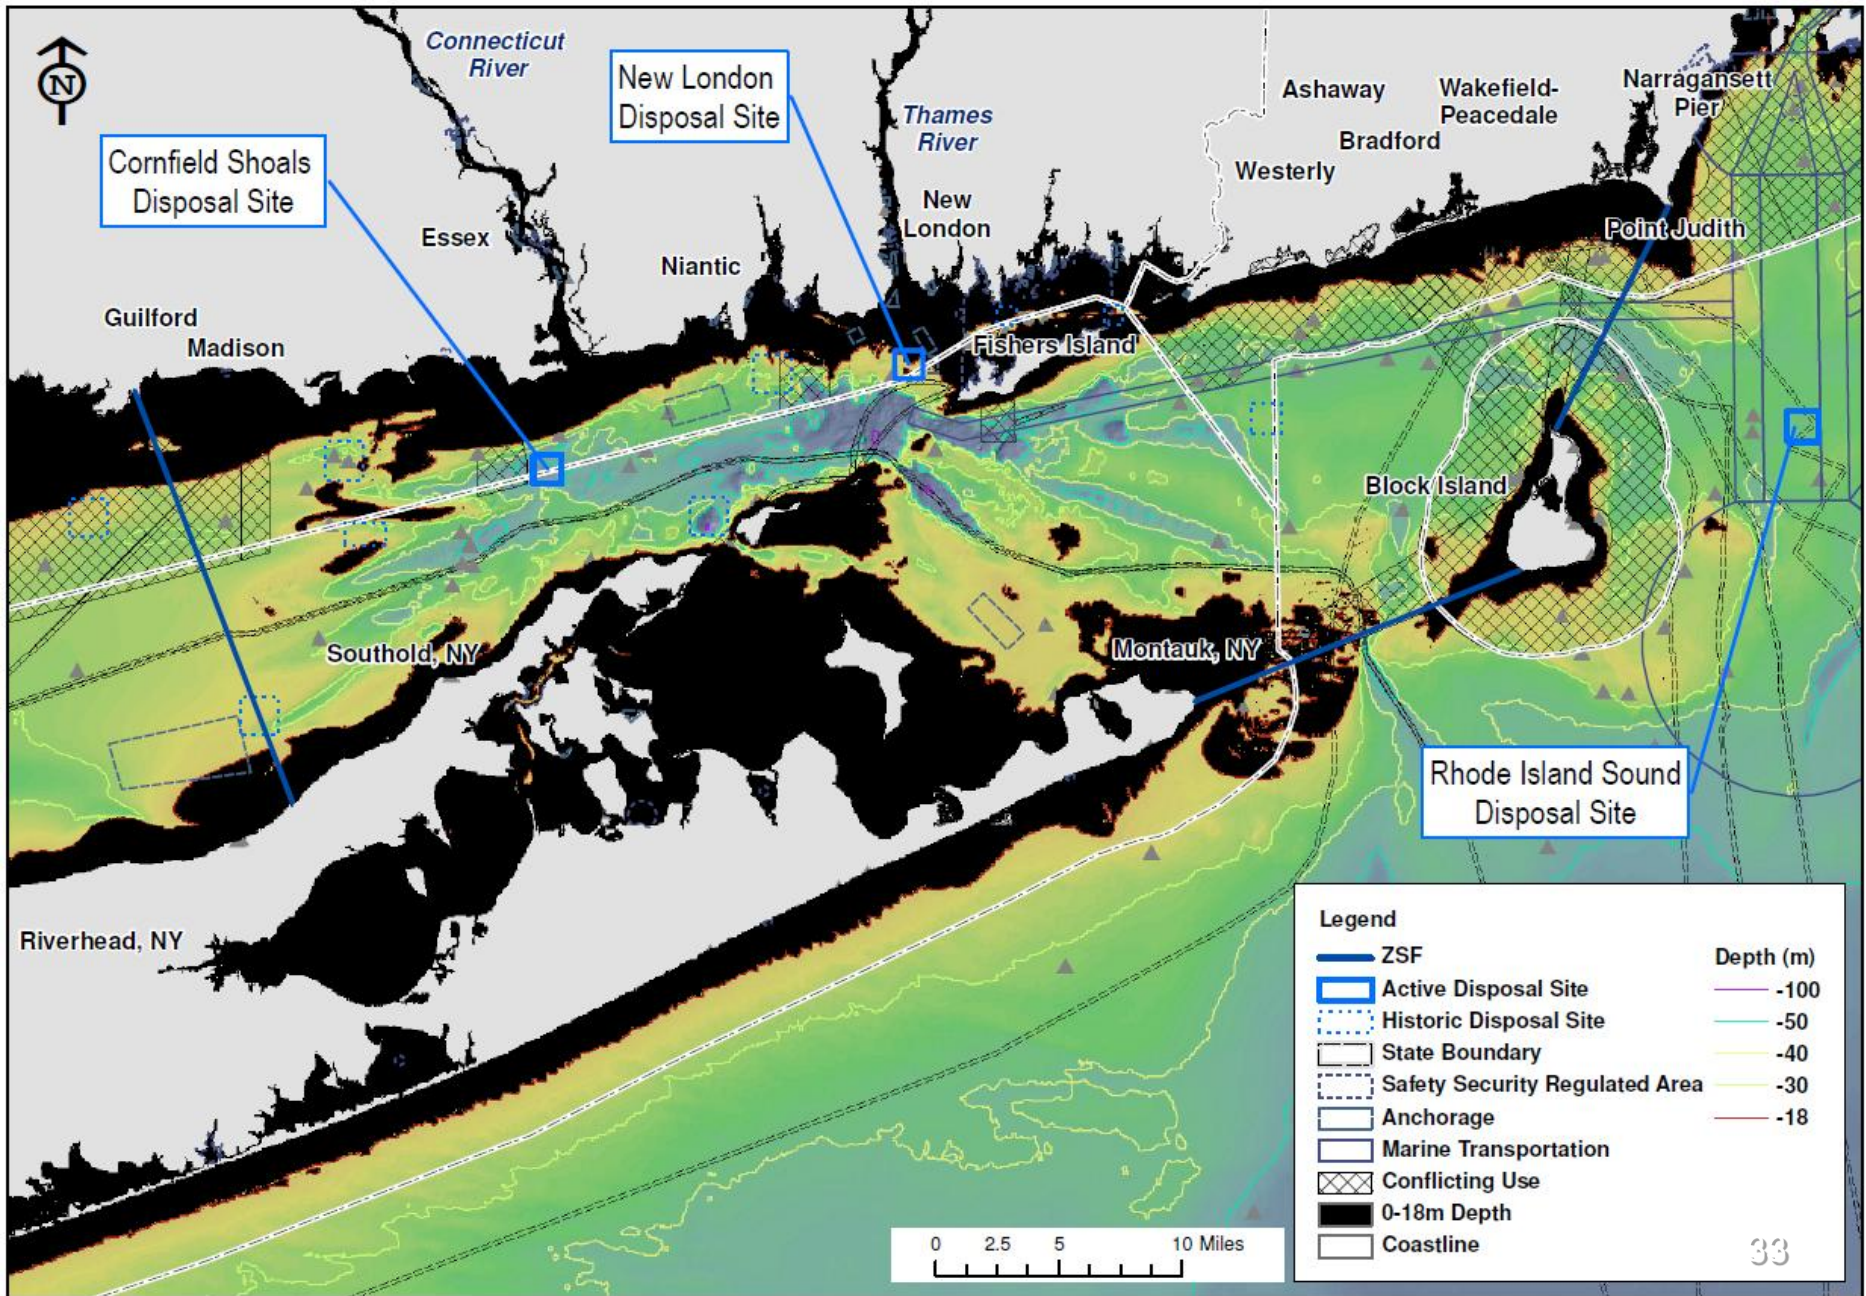 N
Connecticut
River
New London
Disposal Site
Thames
River
Ashaway
Wakefield-
Peacedale
Narragansett
Pier
Bradford
Westerly
Cornfield Shoals
Disposal Site
Essex
New
London
Niantic
Point Judith
Guilford
Madison
Fishers Island
Block Island
Southold, NY
Montauk, NY
Rhode Island Sound
Disposal Site
Riverhead, NY
Legend
ZSF
Active Disposal Site
Historic Disposal Site
State Boundary
Safety Security Regulated Area
Anchorage
Marine Transportation
Conflicting Use
0-18m Depth
Coastline
Depth (m)
-100
-50
-40
-30
-18
0 2.5 5 10 Miles
33